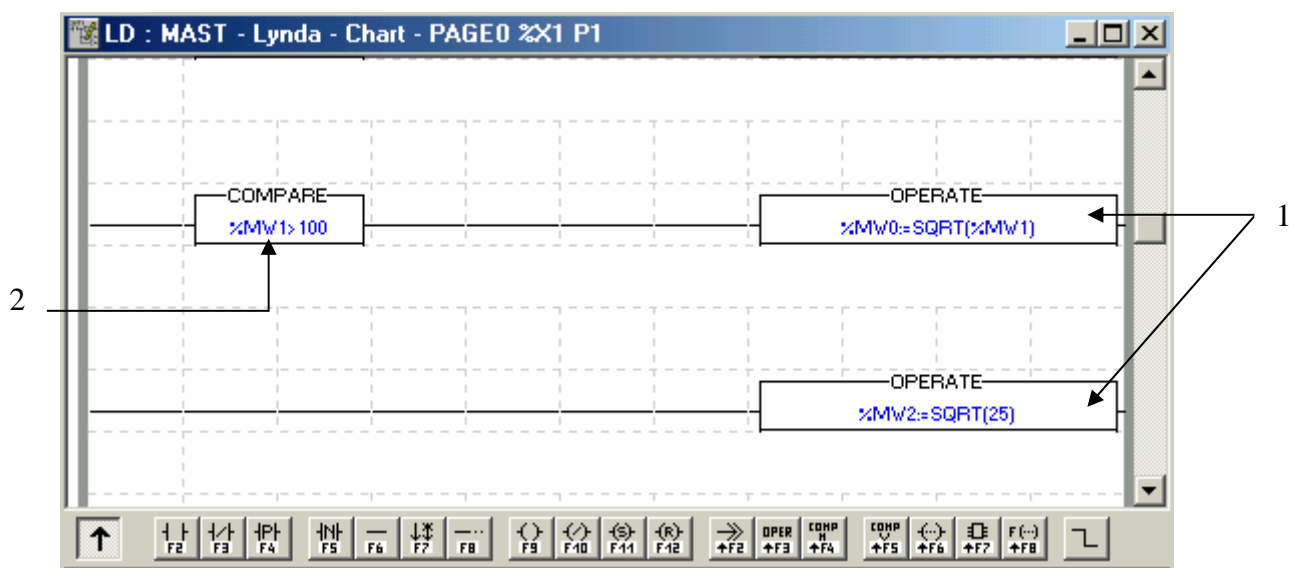 LD : MAST - Lynda - Chart - PAGE0 %X1 P1
COMPARE
%MW1>100
OPERATE
%MW0:=SQRT(%MW1)
1
2
OPERATE
%MW2:=SQRT(25)
F2 F3 P F4 N F5 F6 F7 F8 F9 F10 S F11 R F12 F2 OPER F3 COMP H F4 COMP V F5 F6 F7 F(...) F8